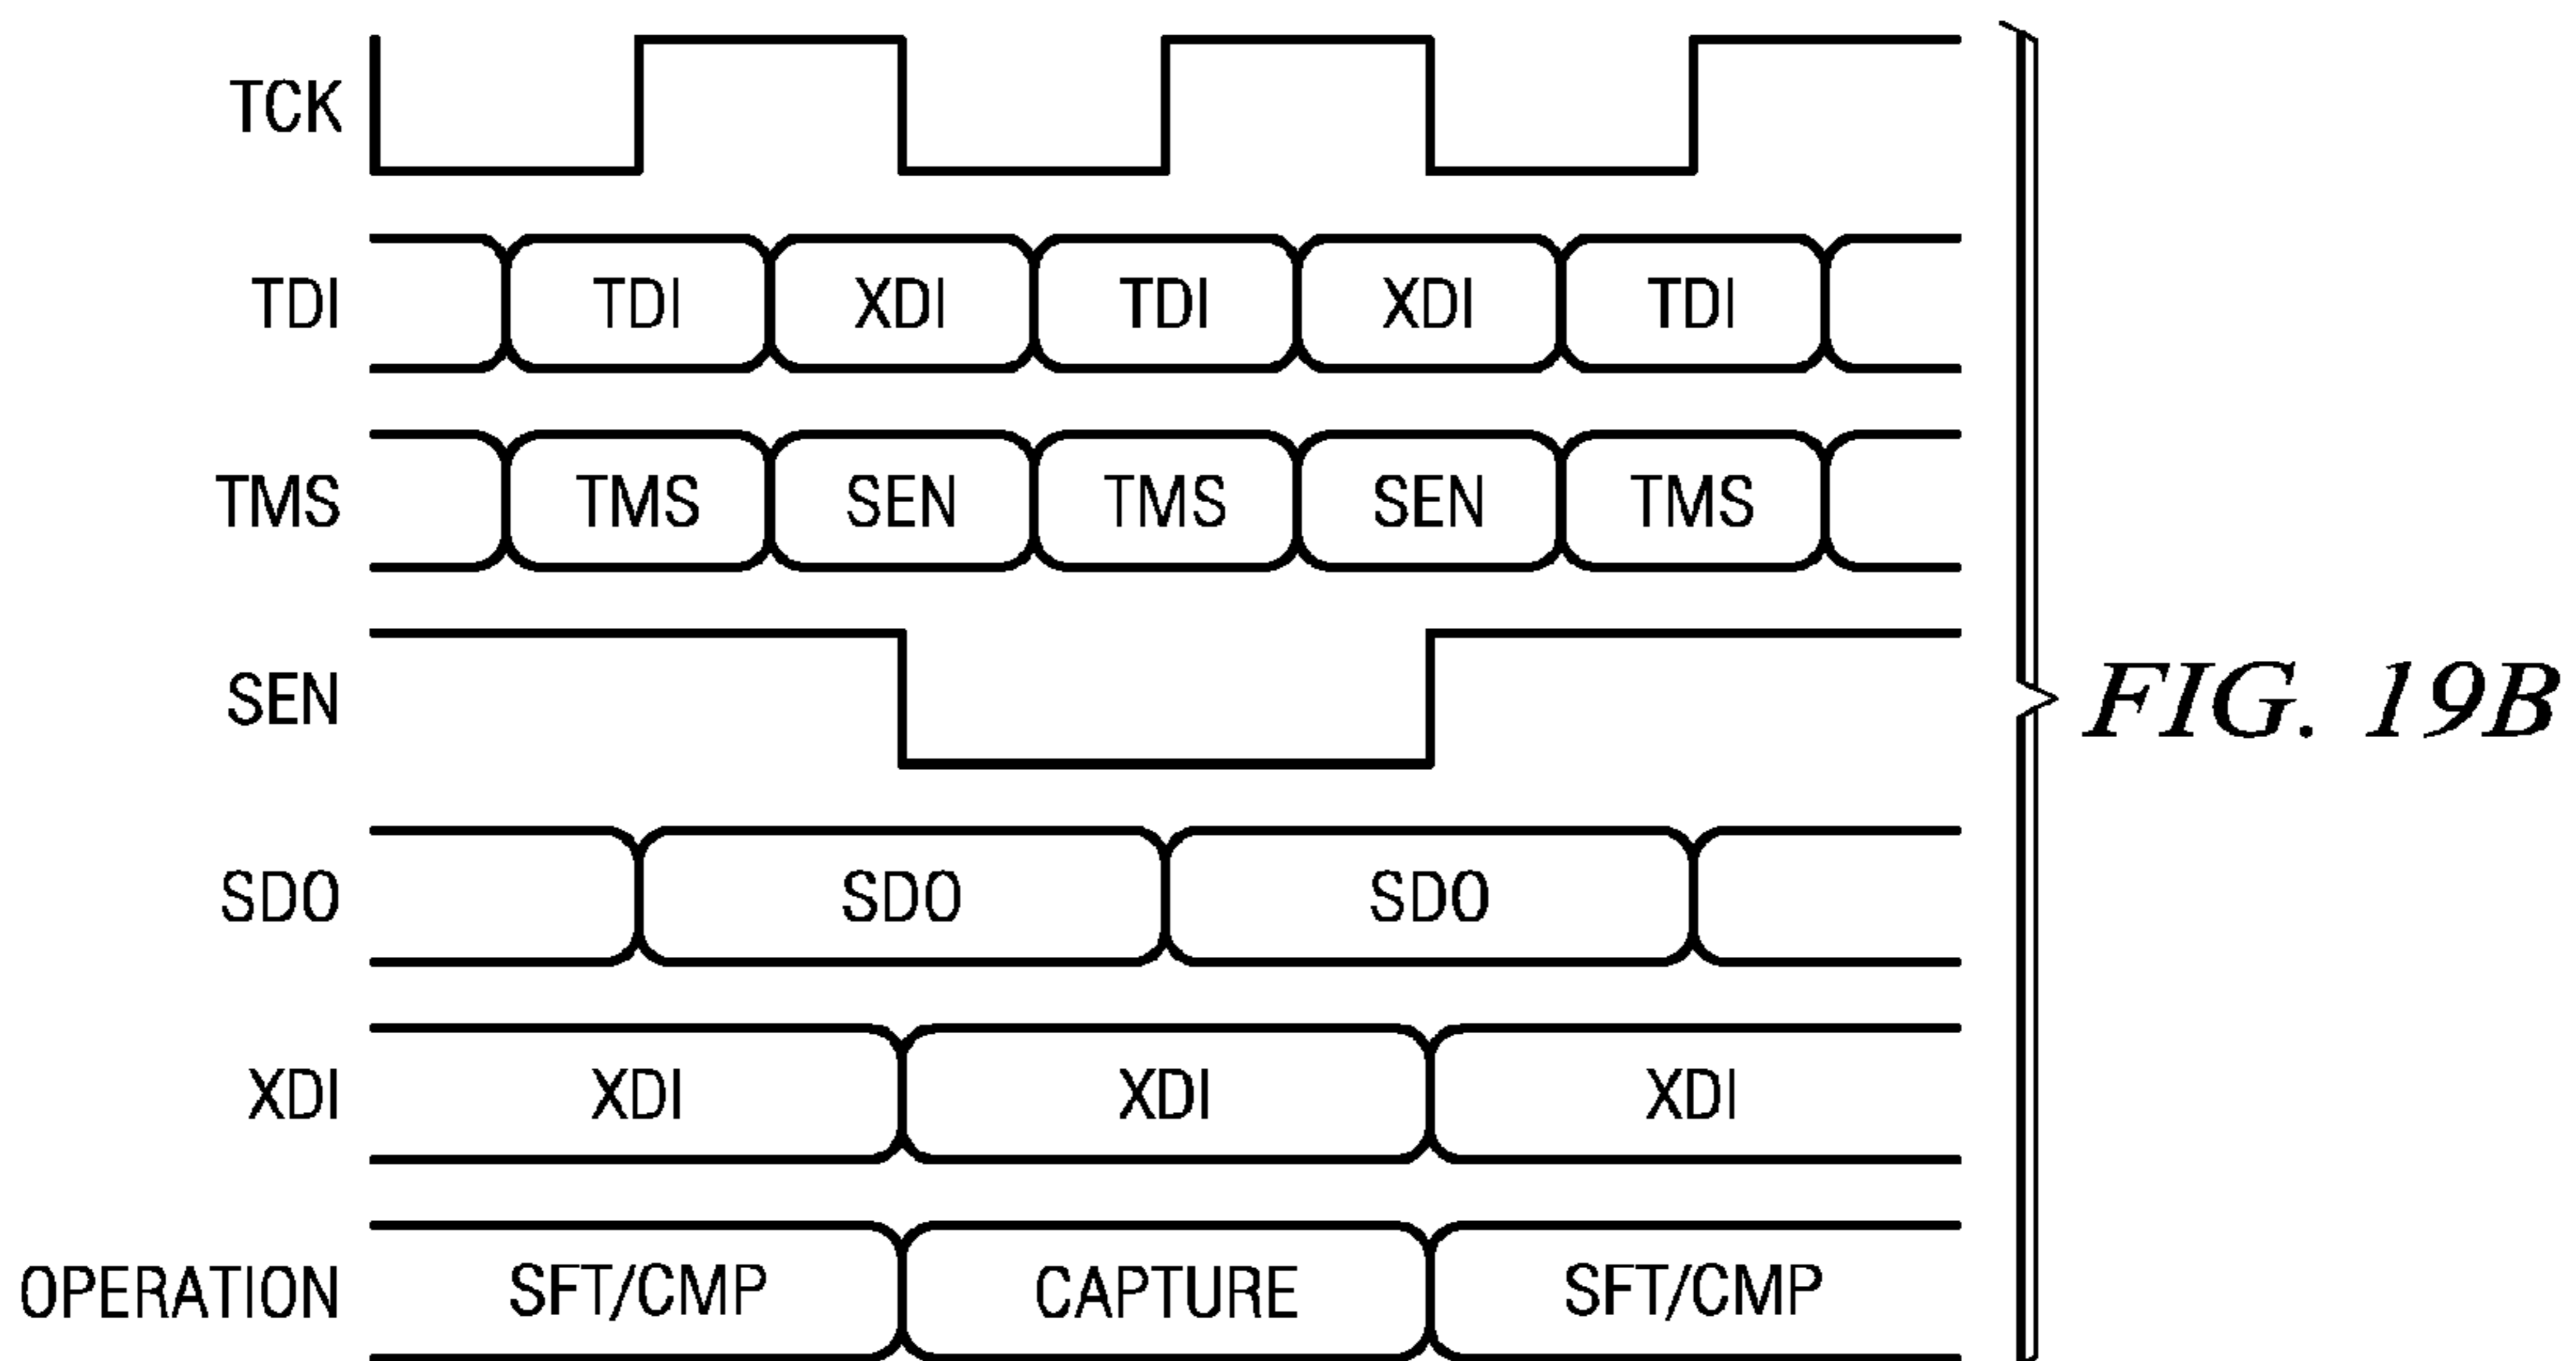 TCK
TDI TDI XDI TDI XDI TDI
TMS TMS SEN TMS SEN TMS
SEN
SDO SDO SDO
XDI XDI XDI XDI
OPERATION SFT/CMP CAPTURE SFT/CMP
FIG. 19B